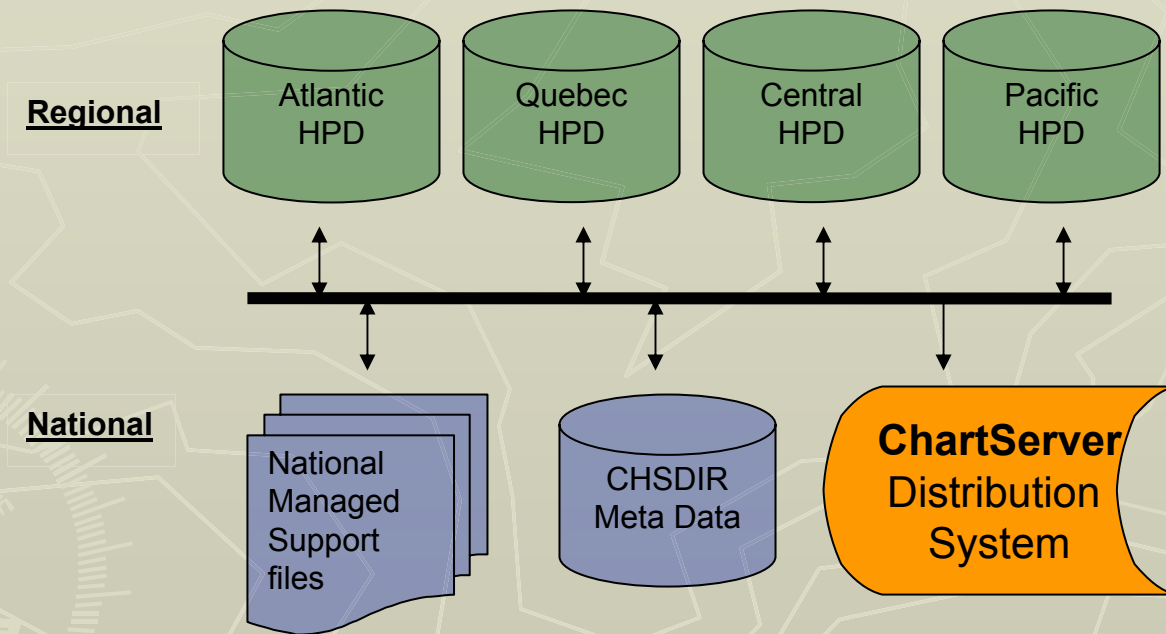 Regional
Atlantic
HPD
Quebec
HPD
Central
HPD
Pacific
HPD
National
National
Managed
Support
files
CHSDIR
Meta Data
ChartServer
Distribution
System